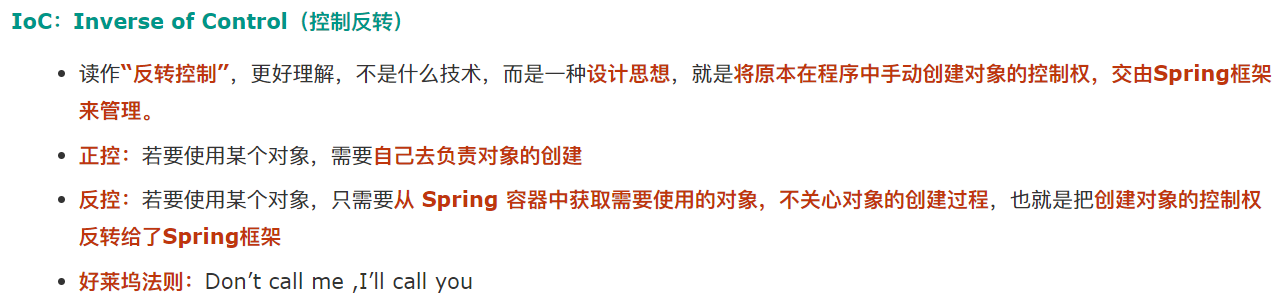 IoC：Inverse of Control（控制反转）
• 读作“反转控制”，更好理解，不是什么技术，而是一种设计思想，就是将原本在程序中手动创建对象的控制权，交由Spring框架
来管理。
• 正控：若要使用某个对象，需要自己去负责对象的创建
• 反控：若要使用某个对象，只需要从 Spring 容器中获取需要使用的对象，不关心对象的创建过程，也就是把创建对象的控制权
反转给了Spring框架
• 好莱坞法则：Don’t call me ,I’ll call you